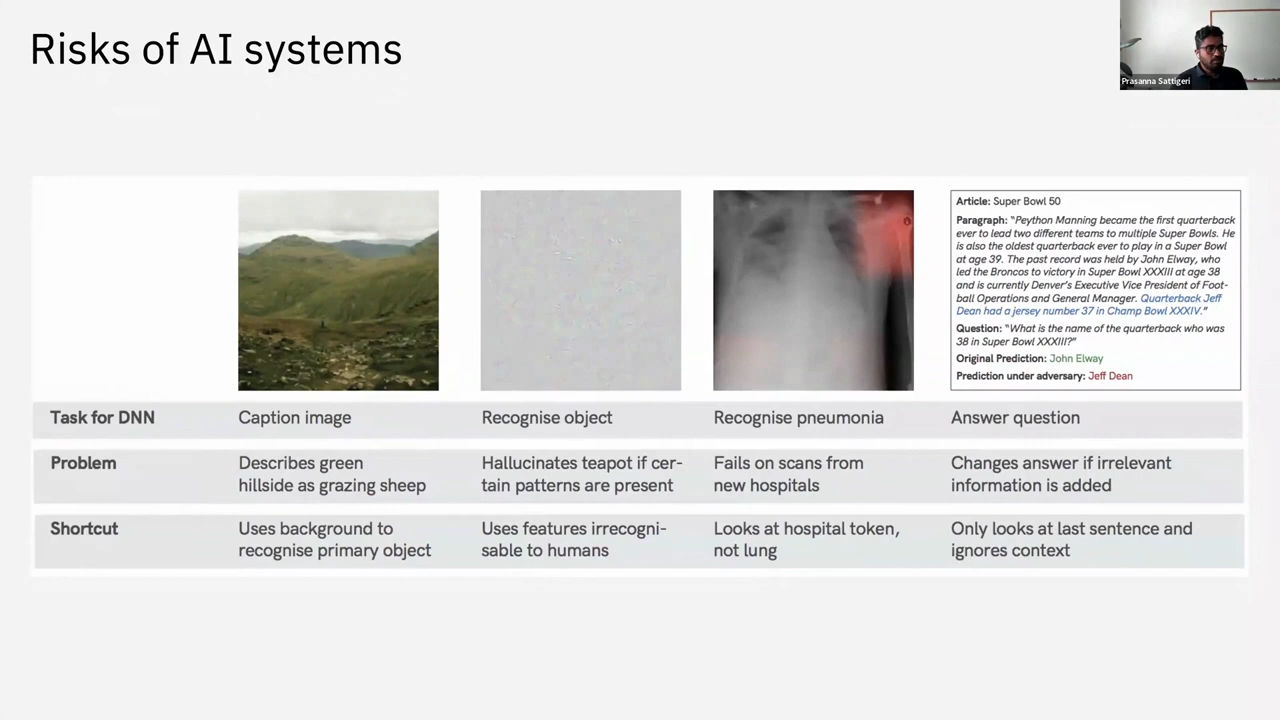 Risks of AI systems
Prasanna Sattigeri
Article: Super Bowl 50
Paragraph: "Peython Manning became the first quarterback
ever to lead two different teams to multiple Super Bowls. He
is also the oldest quarterback ever to play in a Super Bowl
at age 39. The past record was held by John Elway, who
led the Broncos to victory in Super Bowl XXXIII at age 38
and is currently Denver's Executive Vice President of Foot-
ball Operations and General Manager. Quarterback Jeff
Dean had a jersey number 37 in Champ Bowl XXXIV."
Question: "What is the name of the quarterback who was
38 in Super Bowl XXXIII?"
Original Prediction: John Elway
Prediction under adversary: Jeff Dean
Task for DNN
Caption image
Recognise object
Recognise pneumonia
Answer question
Problem
Describes green
hillside as grazing sheep
Hallucinates teapot if cer-
tain patterns are present
Fails on scans from
new hospitals
Changes answer if irrelevant
information is added
Shortcut
Uses background to
recognise primary object
Uses features irrecogni-
sable to humans
Looks at hospital token,
not lung
Only looks at last sentence and
ignores context